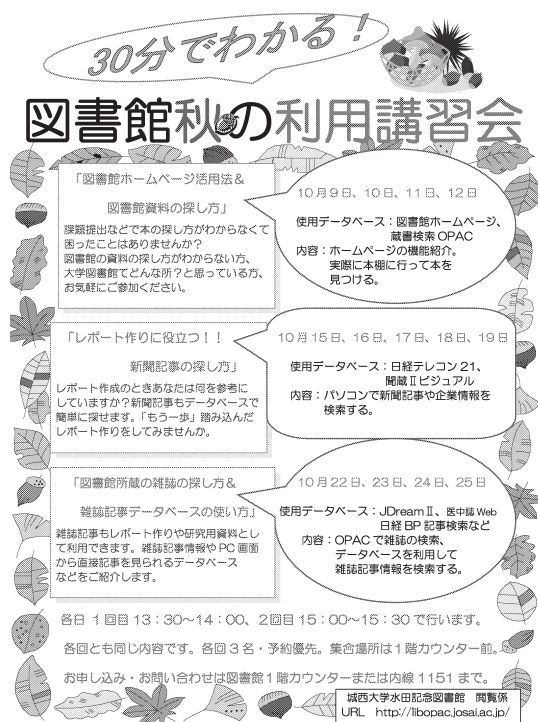 30分でわかる！
図書館秋の利用講習会
「図書館ホームページ活用法＆
図書館資料の探し方」
課題提出などで本の探し方がわからなくて
困ったことはありませんか？
図書館の資料の探し方がわからない方、
大学図書館てどんな所？と思っている方、
お気軽にご参加ください。
10月9日、10日、11日、12日
使用データベース：図書館ホームページ、
蔵書検索OPAC
内容：ホームページの機能紹介。
実際に本棚に行って本を
見つける。
「レポート作りに役立つ！！
新聞記事の探し方」
レポート作成のときあなたは何を参考に
していますか？新聞記事もデータベースで
簡単に探せます。「もう一歩」踏み込んだ
レポート作りをしてみませんか。
10月15日、16日、17日、18日、19日
使用データベース：日経テレコン21、
聞蔵Ⅱビジュアル
内容：パソコンで新聞記事や企業情報を
検索する。
「図書館所蔵の雑誌の探し方＆
雑誌記事データベースの使い方」
雑誌記事もレポート作りや研究用資料とし
て利用できます。雑誌記事情報やPC画面
から直接記事を見られるデータベース
などをご紹介します。
10月22日、23日、24日、25日
使用データベース：JDreamⅡ、医中誌Web
日経BP記事検索など
内容：OPACで雑誌の検索、
データベースを利用して
雑誌記事情報を検索する。
各日 1回目13：30～14：00、2回目15：00～15：30で行います。
各回とも同じ内容です。各回3名・予約優先。集合場所は1階カウンター前。
お申し込み・お問い合わせは図書館1階カウンターまたは内線1151まで。
城西大学水田記念図書館 閲覧係
URL http://libopac.josai.ac.jp/